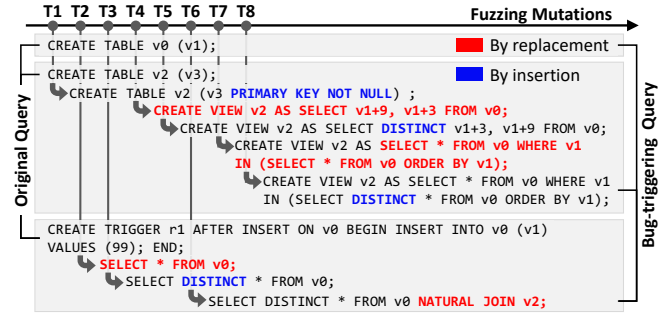 T1 T2 T3 T4 T5 T6 T7 T8 Fuzzing Mutations
CREATE TABLE v0 (v1);
By replacement
CREATE TABLE v2 (v3);
By insertion
CREATE TABLE v2 (v3 PRIMARY KEY NOT NULL) ;
CREATE VIEW v2 AS SELECT v1+9, v1+3 FROM v0;
CREATE VIEW v2 AS SELECT DISTINCT v1+3, v1+9 FROM v0;
CREATE VIEW v2 AS SELECT * FROM v0 WHERE v1
IN (SELECT * FROM v0 ORDER BY v1);
CREATE VIEW v2 AS SELECT * FROM v0 WHERE v1
IN (SELECT DISTINCT * FROM v0 ORDER BY v1);
CREATE TRIGGER r1 AFTER INSERT ON v0 BEGIN INSERT INTO v0 (v1)
VALUES (99); END;
SELECT * FROM v0;
SELECT DISTINCT * FROM v0;
SELECT DISTINCT * FROM v0 NATURAL JOIN v2;
Original Query
Bug-triggering Query